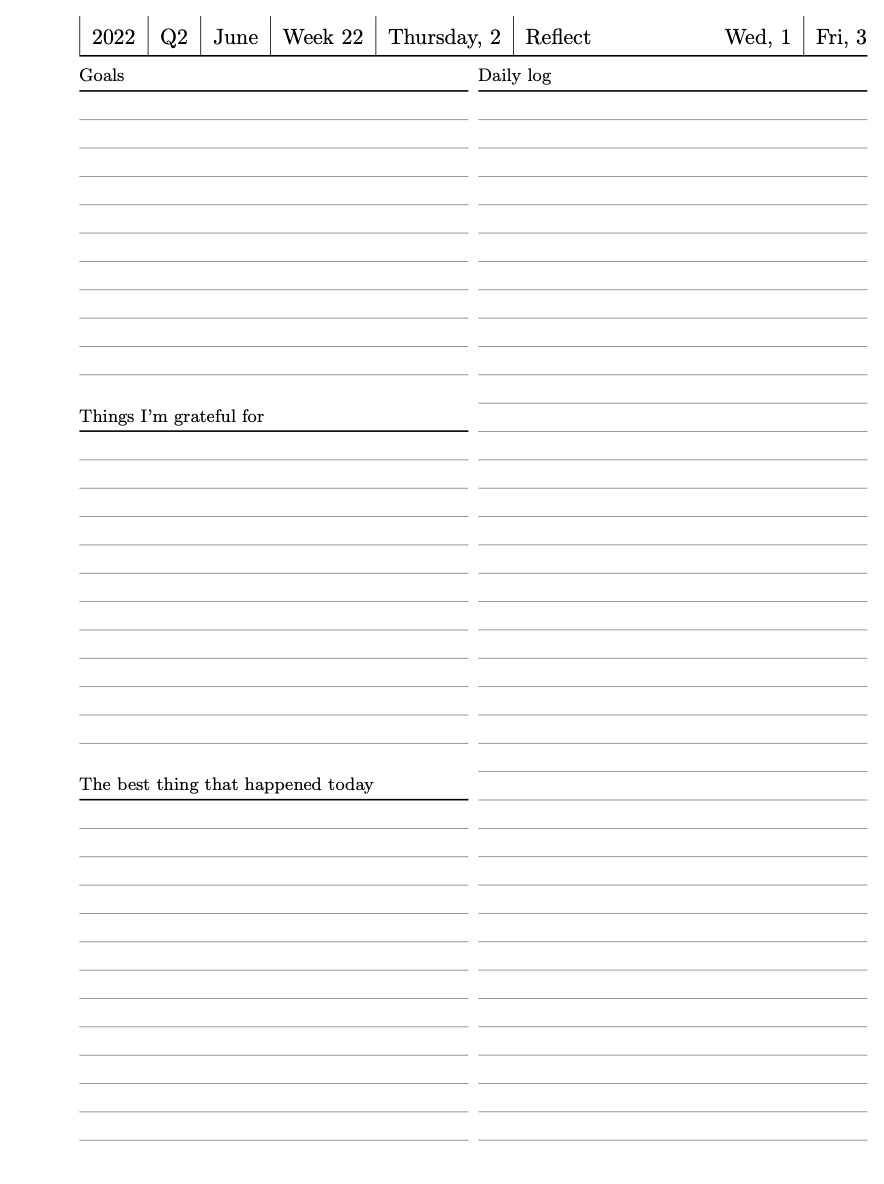 2022 Q2 June Week 22 Thursday, 2 Reflect Wed, 1 Fri, 3
Goals
Things I'm grateful for
The best thing that happened today
Daily log